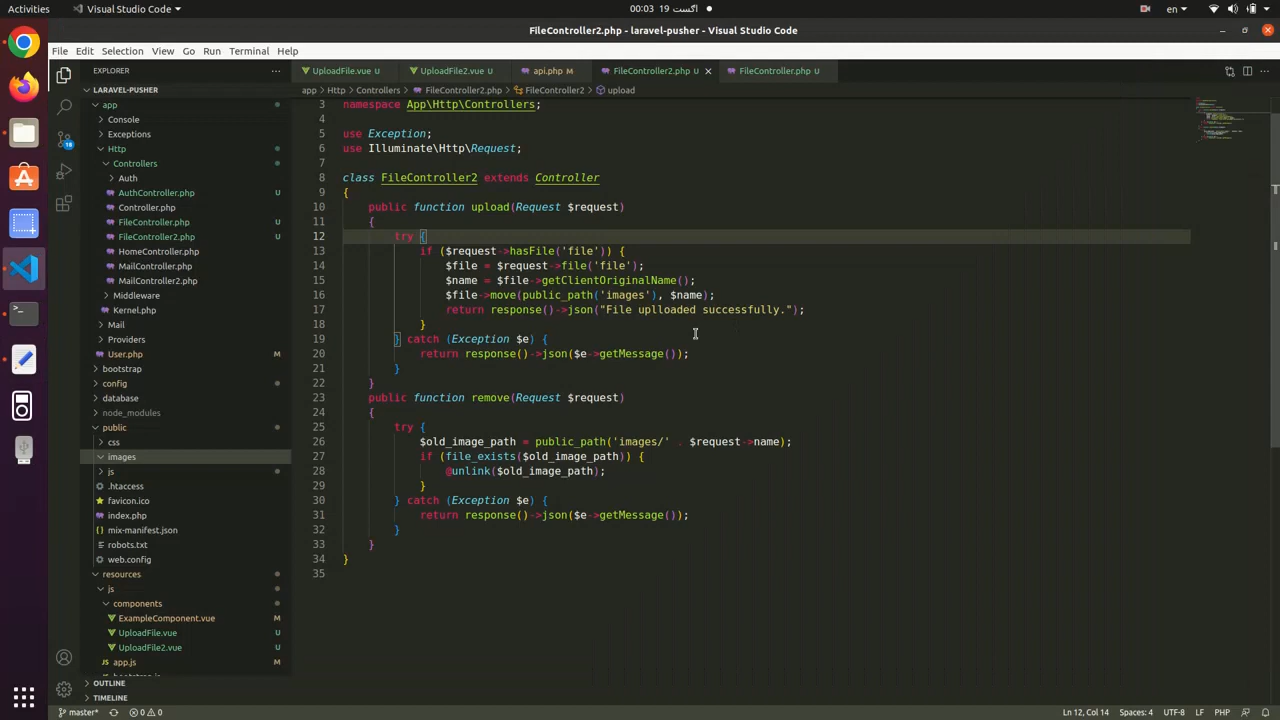 Activities
Visual Studio Code
00:03 19 اگست
en
FileController2.php - laravel-pusher - Visual Studio Code
File Edit Selection View Go Run Terminal Help
EXPLORER
UploadFile.vue U
UploadFile2.vue U
api.php M
FileController2.php U
FileController.php U
LARAVEL-PUSHER
app > Http > Controllers > FileController2.php > FileController2 > upload
app
Console
Exceptions
Http
Controllers
Auth
AuthController.php U
Controller.php
FileController.php U
FileController2.php U
HomeController.php
MailController.php
MailController2.php
Middleware
Kernel.php
Mail
Providers
User.php M
bootstrap
config
database
node_modules
public
css
images
js
.htaccess
favicon.ico
index.php
mix-manifest.json
robots.txt
web.config
resources
js
components
ExampleComponent.vue M
UploadFile.vue U
UploadFile2.vue U
app.js M
OUTLINE
TIMELINE
18
3 namespace App\Http\Controllers;
4
5 use Exception;
6 use Illuminate\Http\Request;
7
8 class FileController2 extends Controller
9 {
10 public function upload(Request $request)
11 {
12 try {
13 if ($request->hasFile('file')) {
14 $file = $request->file('file');
15 $name = $file->getClientOriginalName();
16 $file->move(public_path('images'), $name);
17 return response()->json("File uplloaded successfully.");
18 }
19 } catch (Exception $e) {
20 return response()->json($e->getMessage());
21 }
22 }
23 public function remove(Request $request)
24 {
25 try {
26 $old_image_path = public_path('images/' . $request->name);
27 if (file_exists($old_image_path)) {
28 @unlink($old_image_path);
29 }
30 } catch (Exception $e) {
31 return response()->json($e->getMessage());
32 }
33 }
34 }
35
master*
0 0
Ln 12, Col 14 Spaces: 4 UTF-8 LF PHP